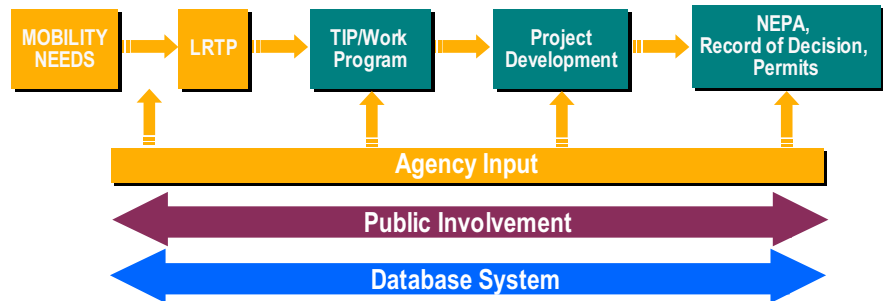 MOBILITY
NEEDS
LRTP
TIP/Work
Program
Project
Development
NEPA,
Record of Decision,
Permits
Agency Input
Public Involvement
Database System